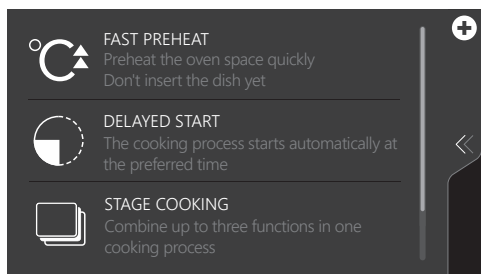 FAST PREHEAT
Preheat the oven space quickly
Don't insert the dish yet
DELAYED START
The cooking process starts automatically at
the preferred time
STAGE COOKING
Combine up to three functions in one
cooking process